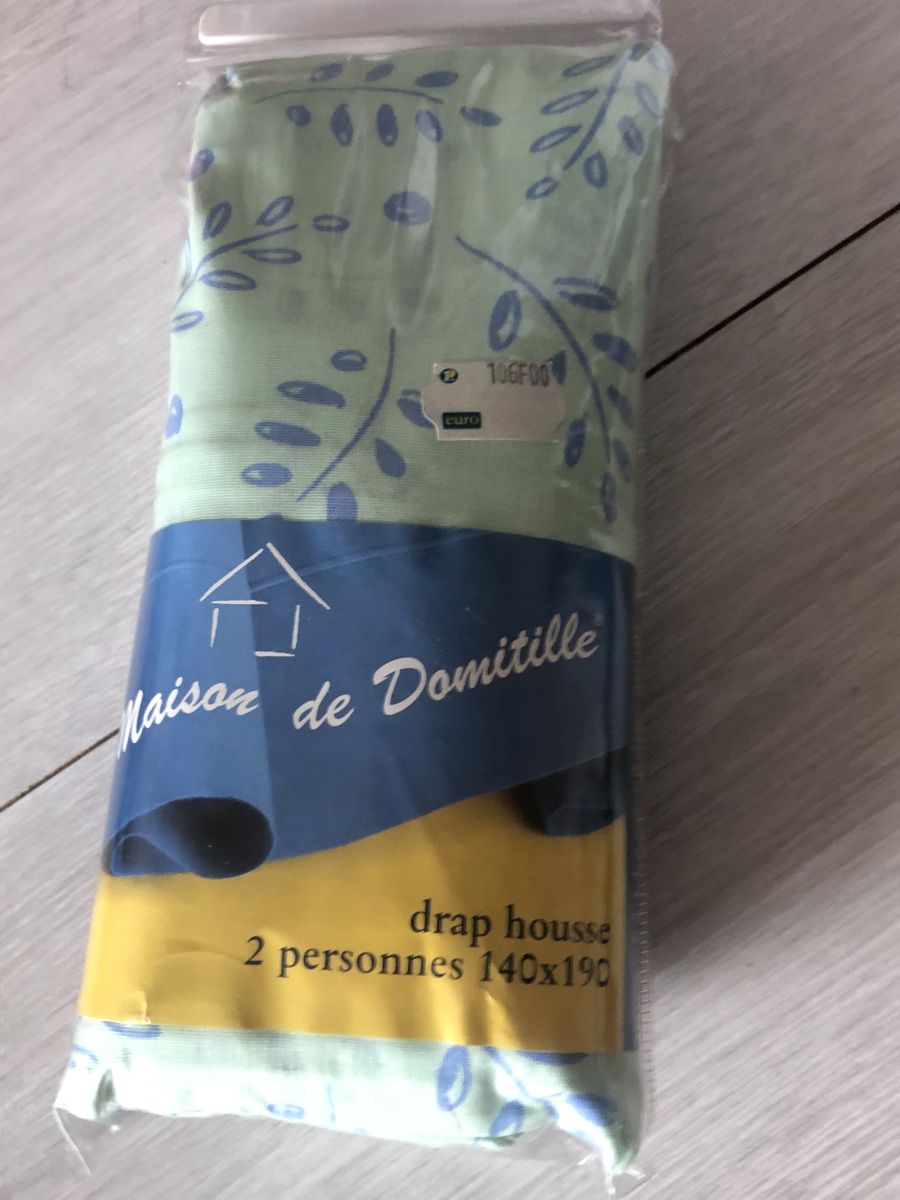 106F00
euro
Maison de Domitille®
drap housse
2 personnes 140x190